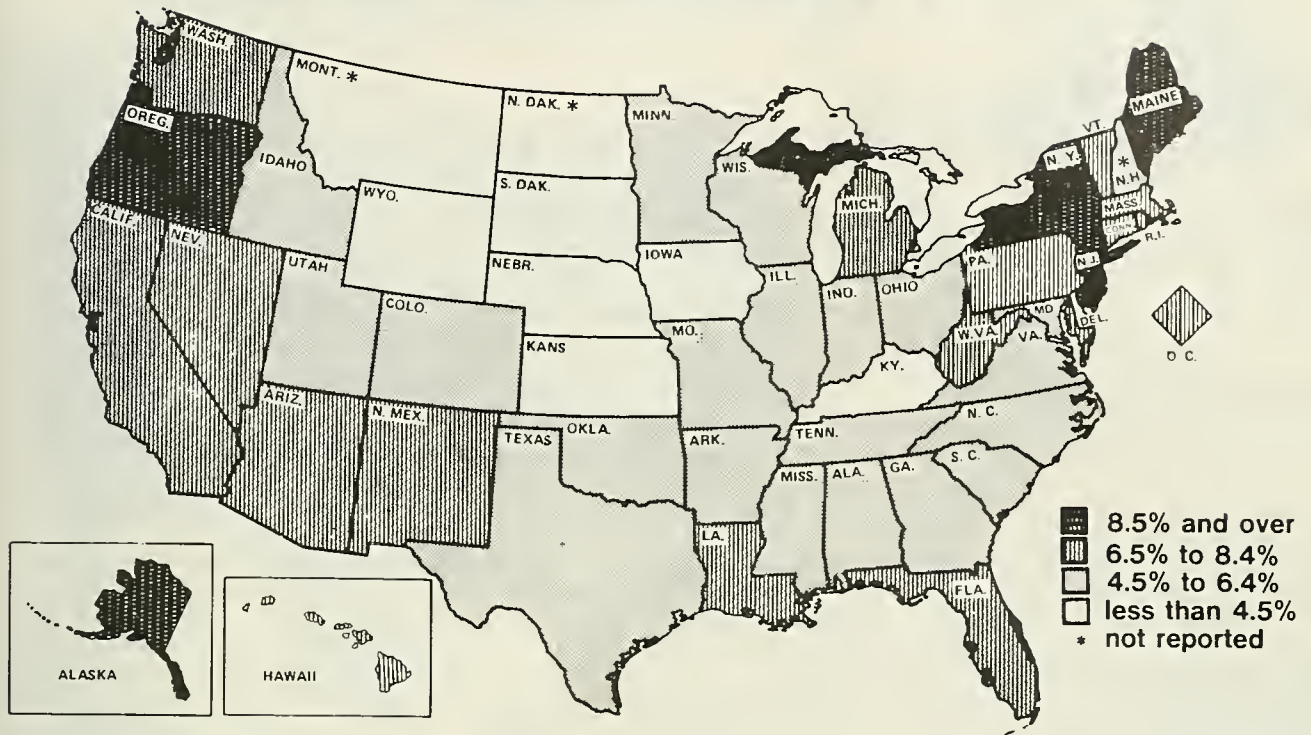 WASH.
MONT. *
N. DAK. *
MINN.
MAINE
OREG.
VT.
N. Y.
*
N.H.
IDAHO
WIS.
S. DAK.
MICH.
WYO.
MASS.
CONN.
R.I.
CALIF.
NEV.
UTAH
NEBR.
IOWA
PA.
N.J.
ILL.
IND.
OHIO
COLO.
MD
DEL.
MO.
W.VA.
VA.
D C.
KANS
KY.
ARIZ.
N. MEX.
TEXAS
OKLA.
ARK.
TENN.
N. C.
S. C.
MISS.
ALA.
GA.
LA.
FLA.
ALASKA
HAWAII
8.5% and over
6.5% to 8.4%
4.5% to 6.4%
less than 4.5%
* not reported